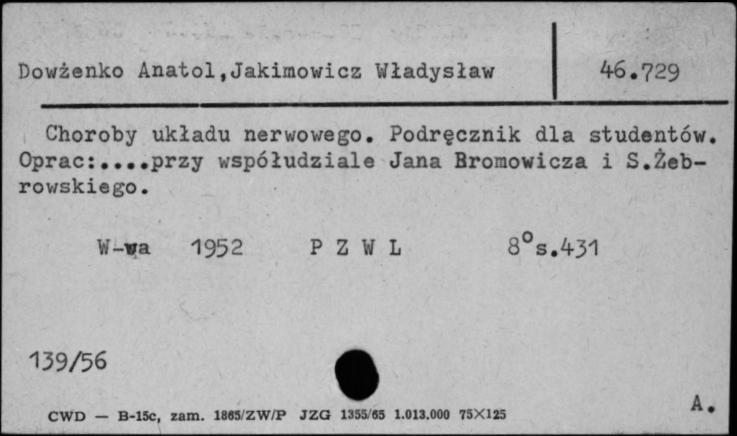 Dowżenko Anatol,Jakimowicz Władysław 46.729
Choroby układu nerwowego. Podręcznik dla studentów.
Oprac:....przy współudziale Jana Bromowicza i S.Żeb-
rowskiego.
W-wa 1952 P Z W L 8° s.431
139/56
A.
CWD — B-15c, zam. 1865/ZW/P JZG 1355/65 1.013.000 75X125